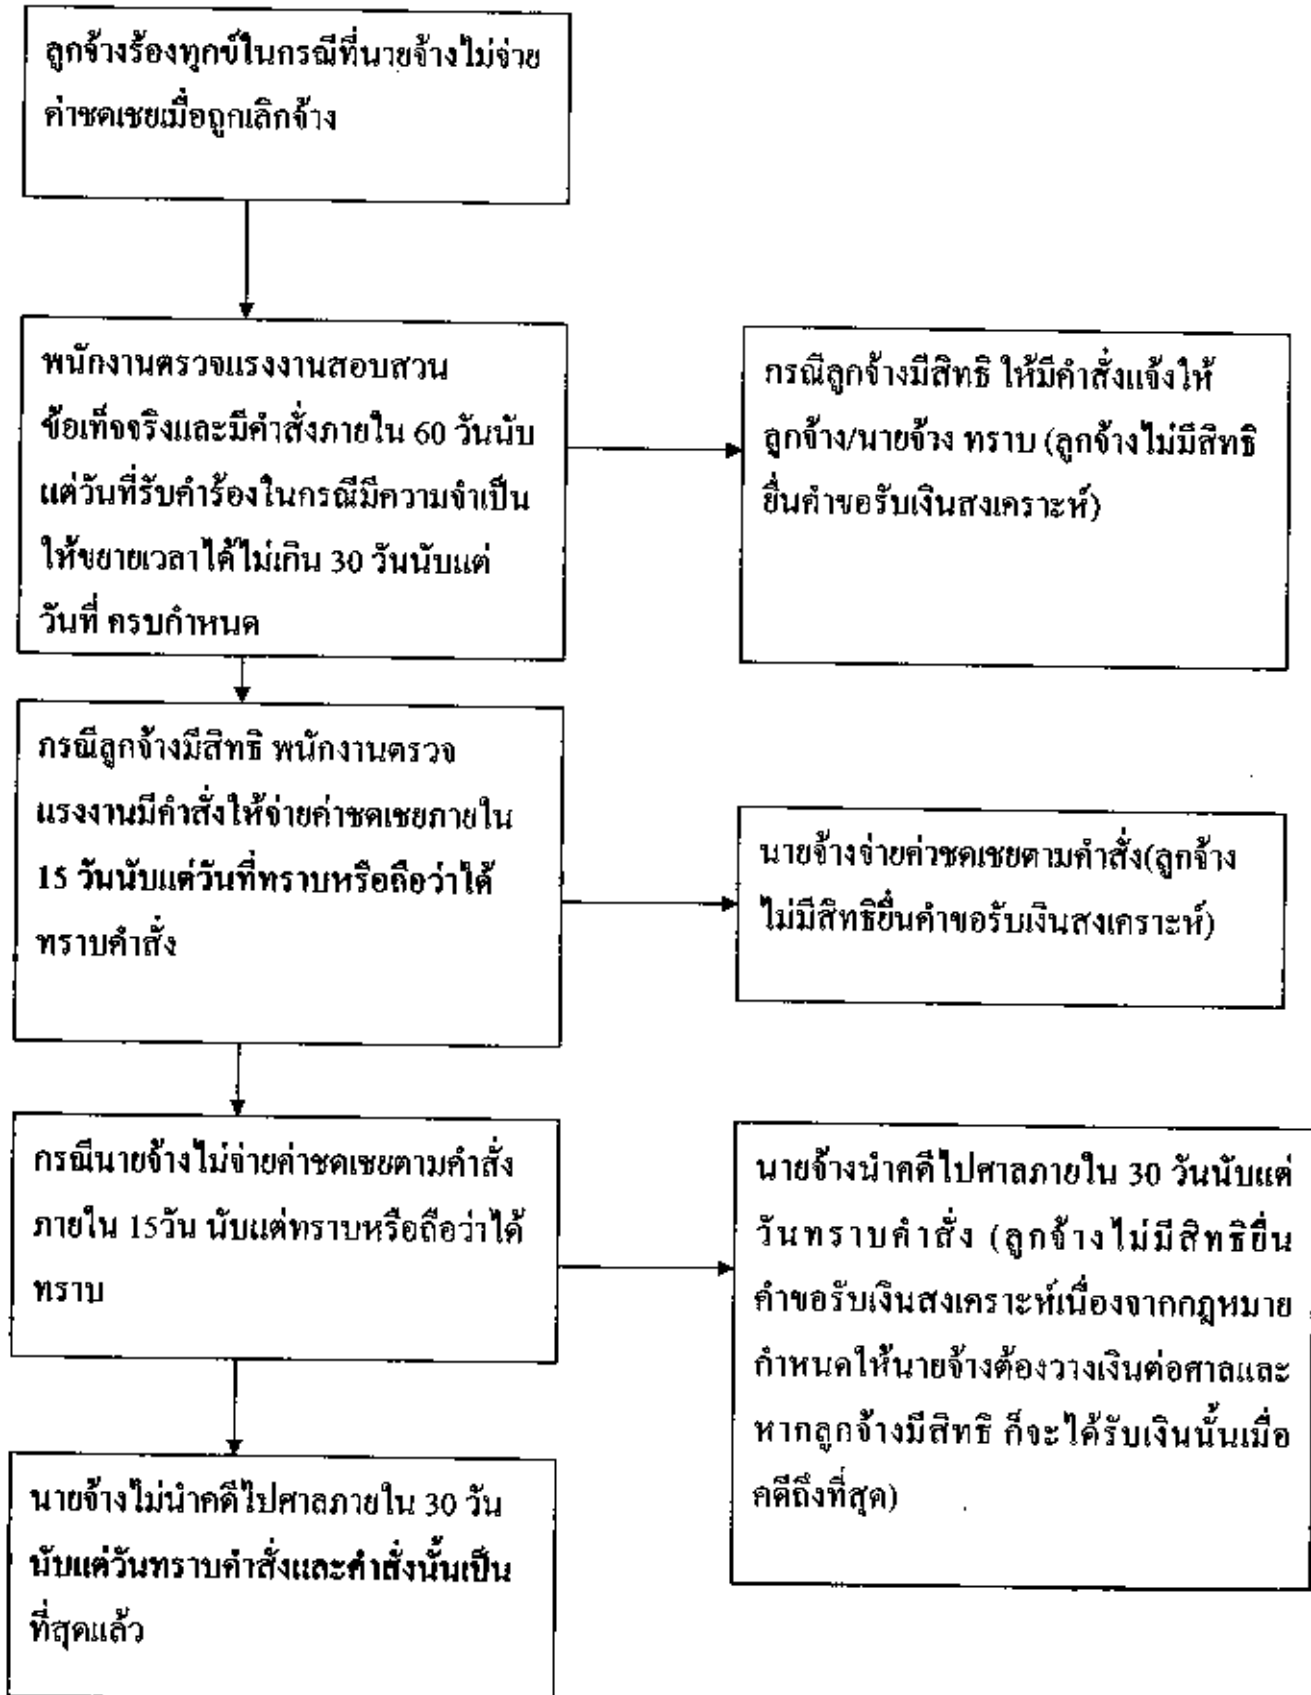 ลูกจ้างร้องทุกข์ในกรณีที่นายจ้างไม่จ่าย
ค่าชดเชยเมื่อถูกเลิกจ้าง
พนักงานตรวจแรงงานสอบสวน
ข้อเท็จจริงและมีคำสั่งภายใน 60 วันนับ
แต่วันที่รับคำร้องในกรณีมีความจำเป็น
ให้ขยายเวลาได้ไม่เกิน 30 วันนับแต่
วันที่ ครบกำหนด
กรณีลูกจ้างมีสิทธิ ให้มีคำสั่งแจ้งให้
ลูกจ้าง/นายจ้าง ทราบ (ลูกจ้างไม่มีสิทธิ
ยื่นคำขอรับเงินสงเคราะห์)
กรณีลูกจ้างมีสิทธิ พนักงานตรวจ
แรงงานมีคำสั่งให้จ่ายค่าชดเชยภายใน
15 วันนับแต่วันที่ทราบหรือถือว่าได้
ทราบคำสั่ง
นายจ้างจ่ายค่าชดเชยตามคำสั่ง(ลูกจ้าง
ไม่มีสิทธิยื่นคำขอรับเงินสงเคราะห์)
กรณีนายจ้างไม่จ่ายค่าชดเชยตามคำสั่ง
ภายใน 15วัน นับแต่ทราบหรือถือว่าได้
ทราบ
นายจ้างนำคดีไปศาลภายใน 30 วันนับแต่
วันทราบคำสั่ง (ลูกจ้างไม่มีสิทธิยื่น
คำขอรับเงินสงเคราะห์เนื่องจากกฎหมาย
กำหนดให้นายจ้างต้องวางเงินต่อศาลและ
หากลูกจ้างมีสิทธิ ก็จะได้รับเงินนั้นเมื่อ
คดีถึงที่สุด)
นายจ้างไม่นำคดีไปศาลภายใน 30 วัน
นับแต่วันทราบคำสั่งและคำสั่งนั้นเป็น
ที่สุดแล้ว